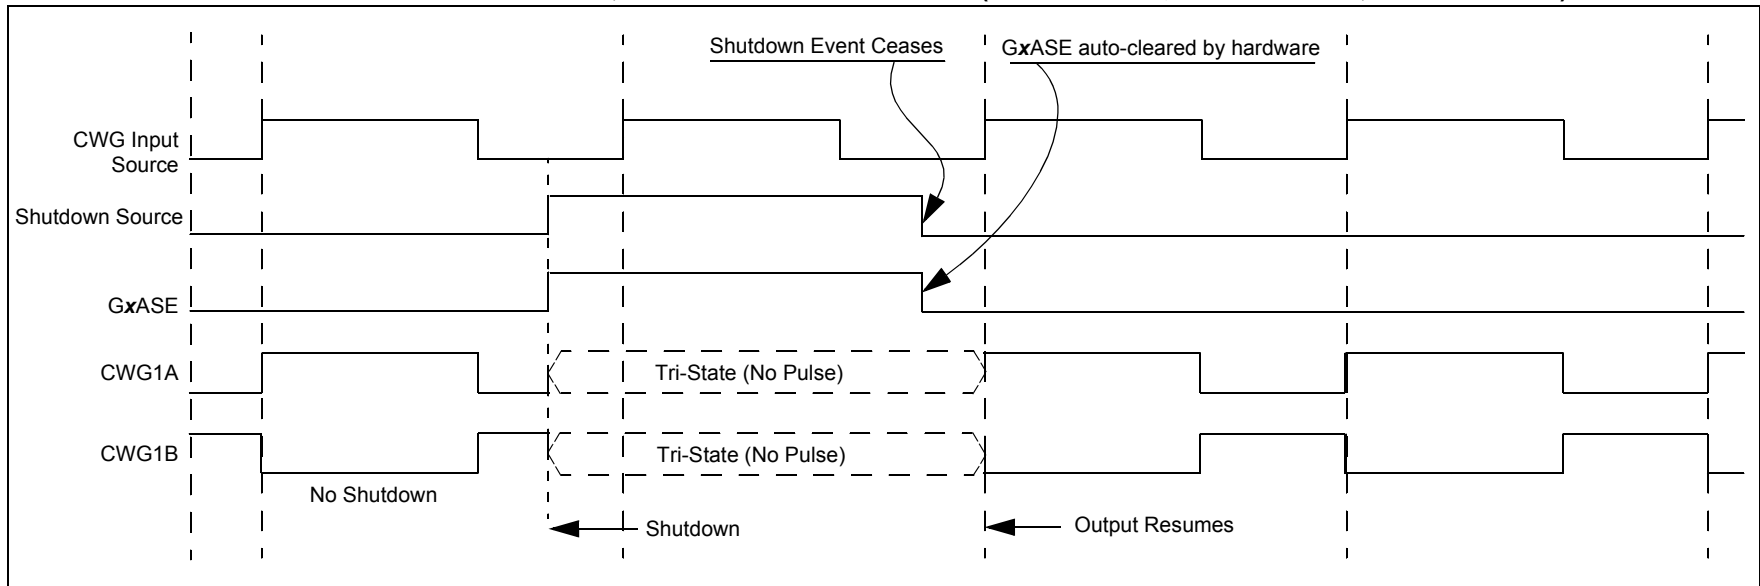 Shutdown Event Ceases
GxASE auto-cleared by hardware
CWG Input
Source
Shutdown Source
GxASE
CWG1A
Tri-State (No Pulse)
CWG1B
Tri-State (No Pulse)
No Shutdown
Shutdown
Output Resumes